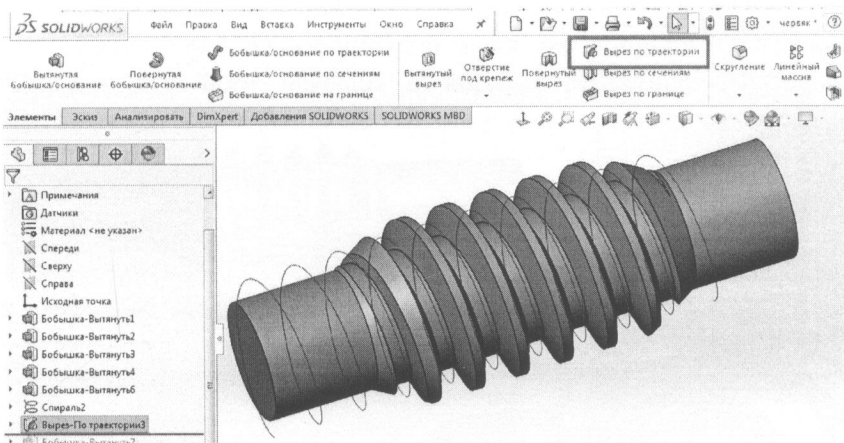 SOLIDWORKS
Файл Правка Вид Вставка Инструменты Окно Справка
червяк *
Вытянутая бобышка/основание
Повернутая бобышка/основание
Бобышка/основание по траектории
Бобышка/основание по сечениям
Бобышка/основание на границе
Вытянутый вырез
Отверстие под крепеж
Повернутый вырез
Вырез по траектории
Вырез по сечениям
Вырез по границе
Скругление
Линейный массив
Элементы Эскиз Анализировать DimXpert Добавления SOLIDWORKS SOLIDWORKS MBD
Примечания
Датчики
Материал <не указан>
Спереди
Сверху
Справа
Исходная точка
Бобышка-Вытянуть1
Бобышка-Вытянуть2
Бобышка-Вытянуть3
Бобышка-Вытянуть4
Бобышка-Вытянуть6
Спираль2
Вырез-По траектории3
Бобышка-Вытянуть7